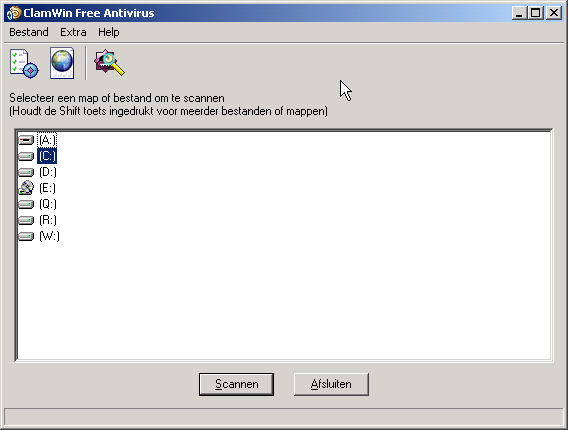 ClamWin Free Antivirus
Bestand Extra Help
Selecteer een map of bestand om te scannen
(Houdt de Shift toets ingedrukt voor meerder bestanden of mappen)
(A:)
(C:)
(D:)
(E:)
(Q:)
(R:)
(W:)
Scannen Afsluiten